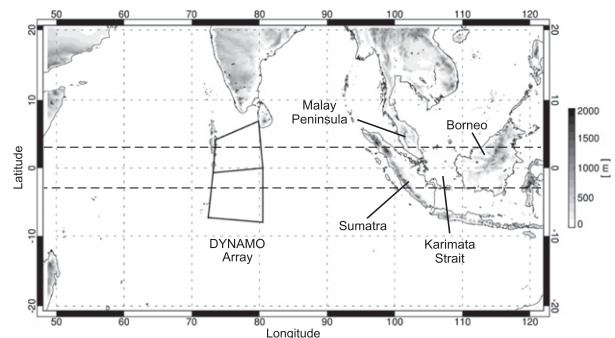 20
10
0
-10
-20
Latitude
Malay
Peninsula
Borneo
DYNAMO
Array
Sumatra
Karimata
Strait
2000
1500
1000
500
0
[m]
50 60 70 80 90 100 110 120
Longitude